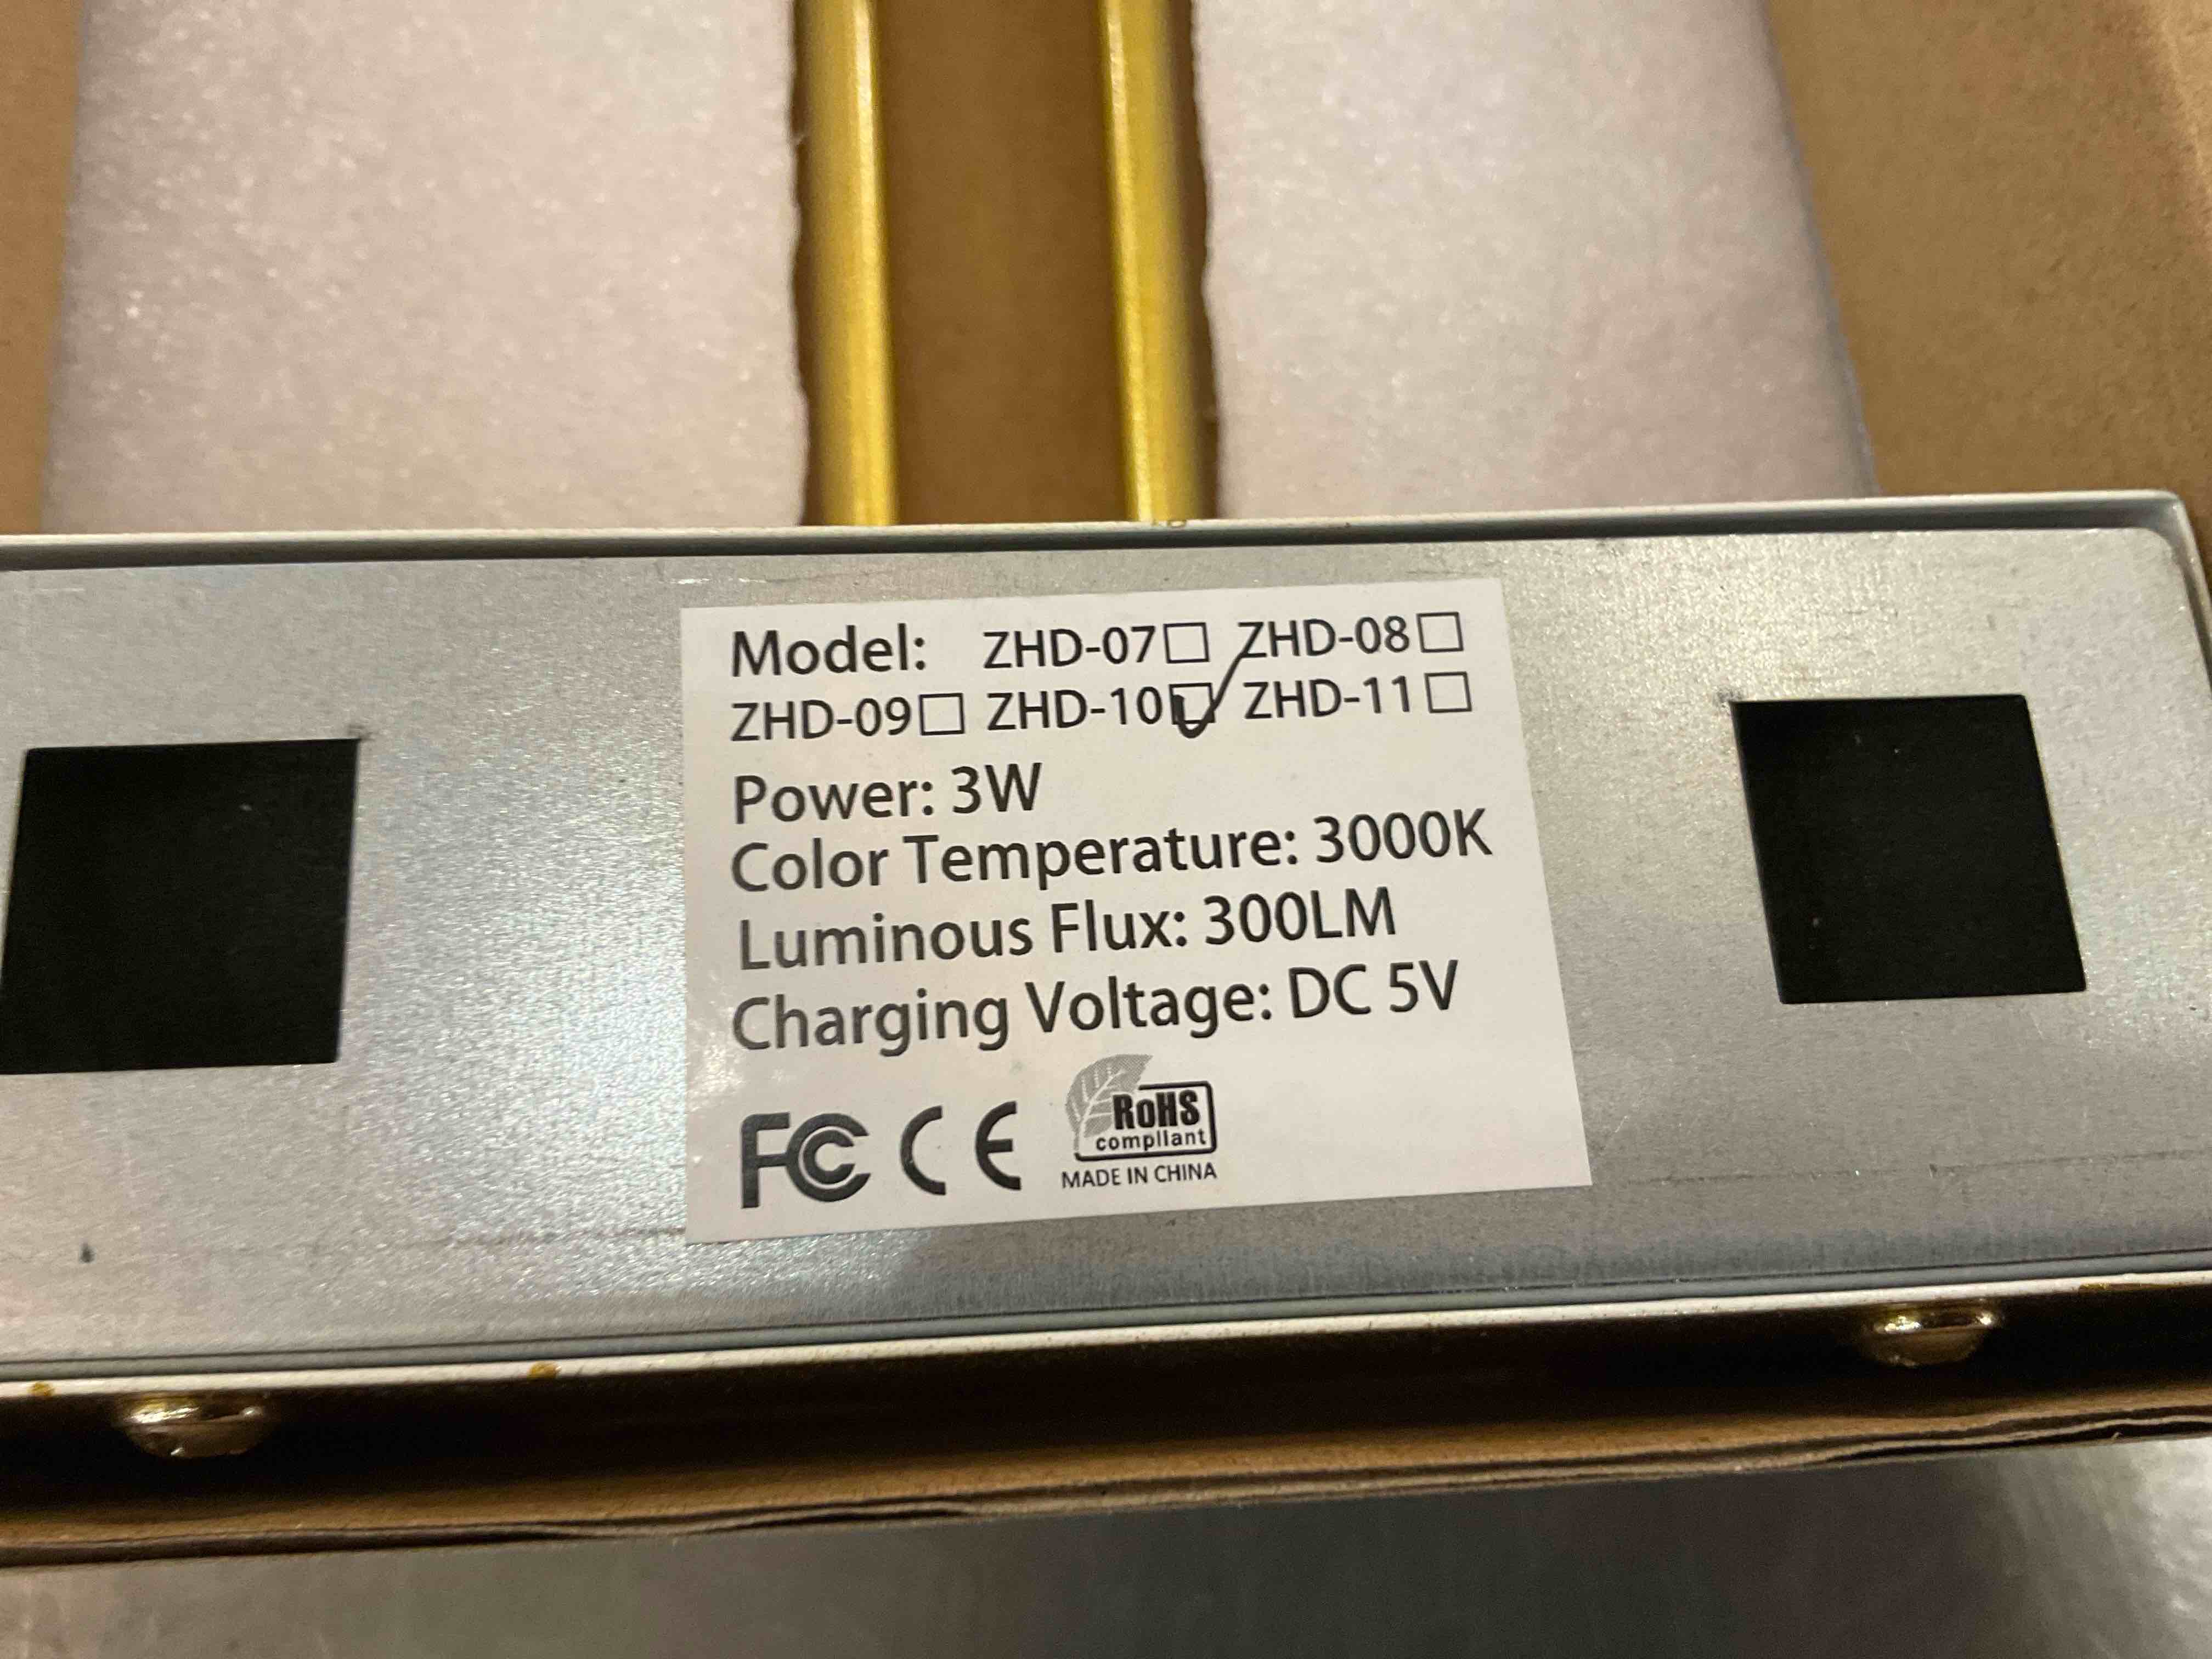 Model: ZHD-07☐ ZHD-08☐
ZHD-09☐ ZHD-10☑ ZHD-11☐
Power: 3W
Color Temperature: 3000K
Luminous Flux: 300LM
Charging Voltage: DC 5V
FC CE RoHS
compliant
MADE IN CHINA